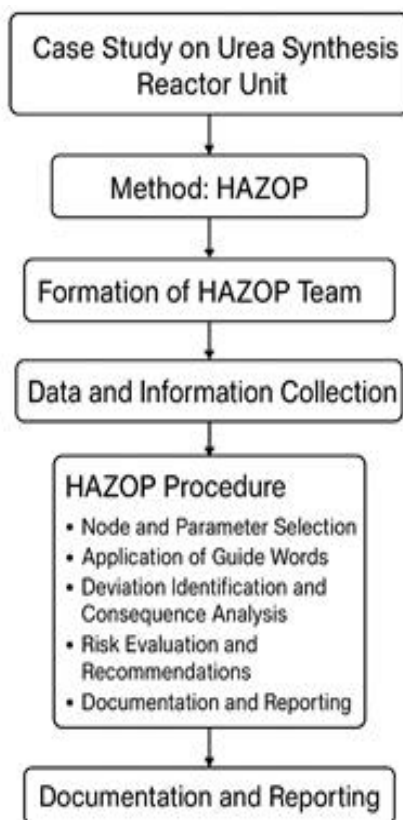 Case Study on Urea Synthesis
Reactor Unit
Method: HAZOP
Formation of HAZOP Team
Data and Information Collection
HAZOP Procedure
• Node and Parameter Selection
• Application of Guide Words
• Deviation Identification and
Consequence Analysis
• Risk Evaluation and
Recommendations
• Documentation and Reporting
Documentation and Reporting